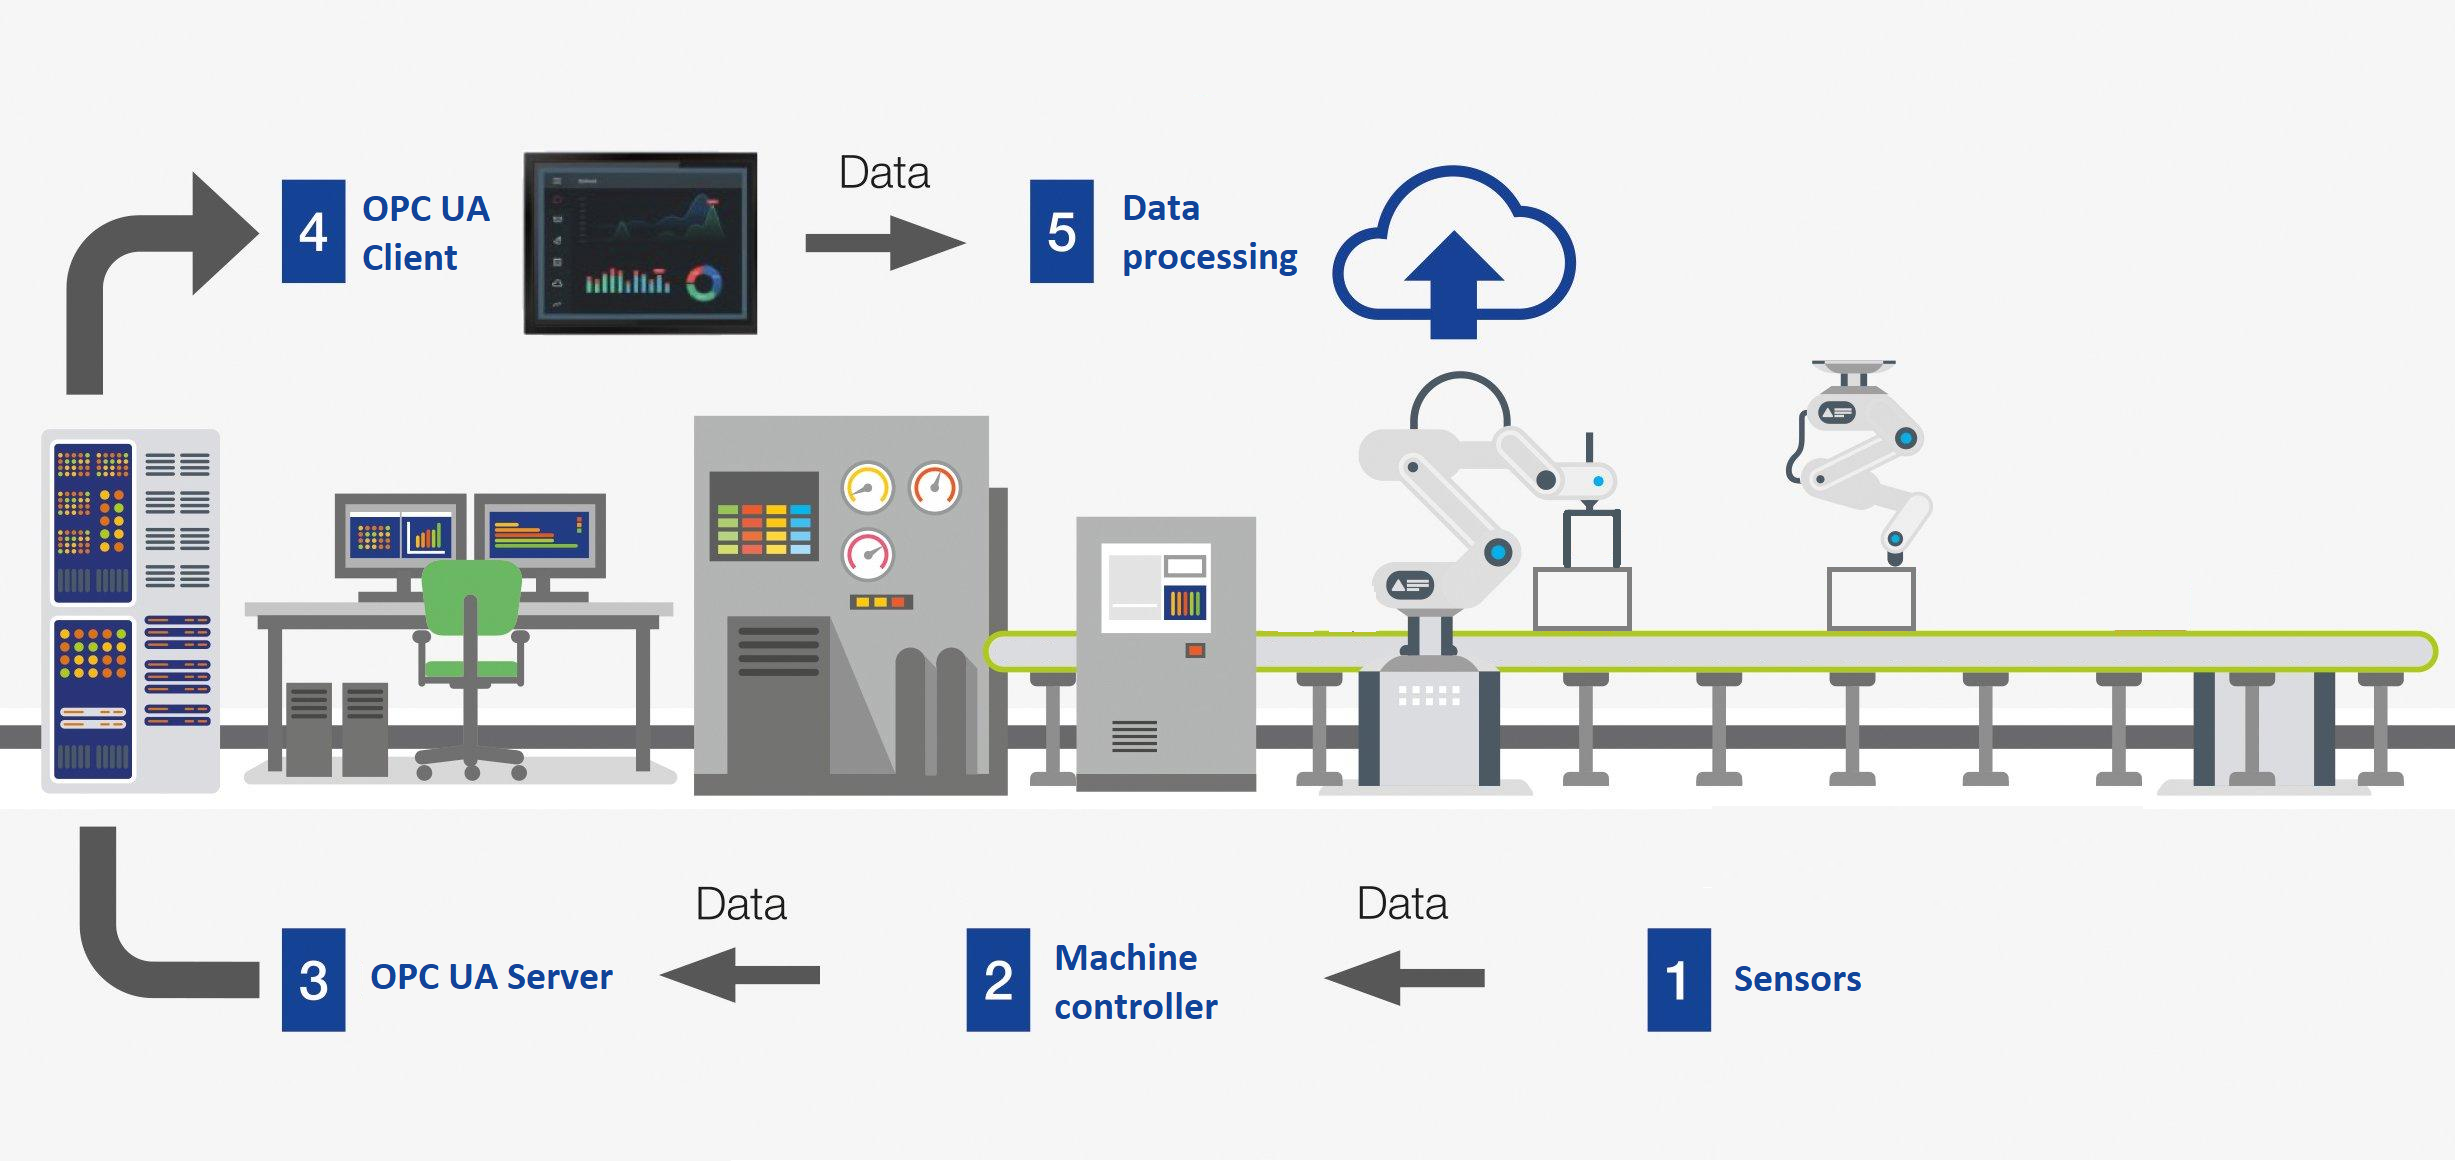 4
OPC UA
Client
Data
5
Data
processing
3
OPC UA Server
Data
2
Machine
controller
Data
1
Sensors